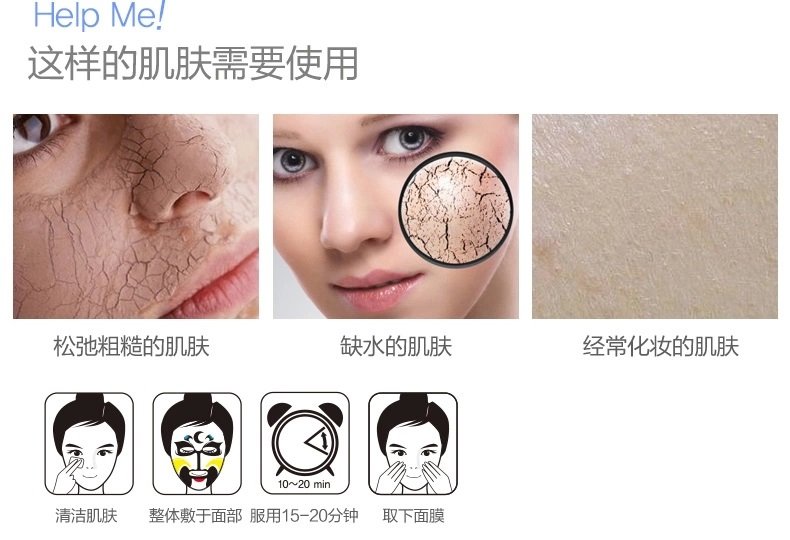 Help Me!
这样的肌肤需要使用
松弛粗糙的肌肤
缺水的肌肤
经常化妆的肌肤
10～20 min
清洁肌肤
整体敷于面部
服用15-20分钟
取下面膜